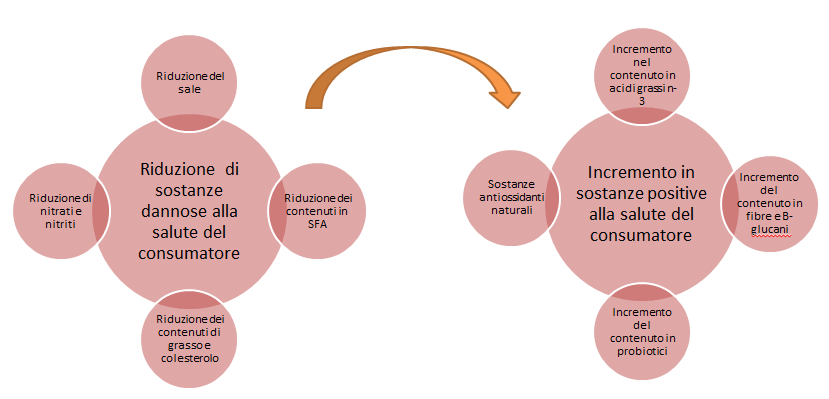 Riduzione del
sale
Riduzione di
sostanze
dannose alla
salute del
consumatore
Riduzione di
nitrati e
nitriti
Riduzione dei
contenuti in
SFA
Riduzione dei
contenuti di
grasso e
colesterolo
Incremento
nel
contenuto in
acidi grassi n-
3
Incremento in
sostanze positive
alla salute del
consumatore
Sostanze
antiossidanti
naturali
Incremento
del
contenuto in
fibre e B-
glucani
Incremento
del
contenuto in
probiotici